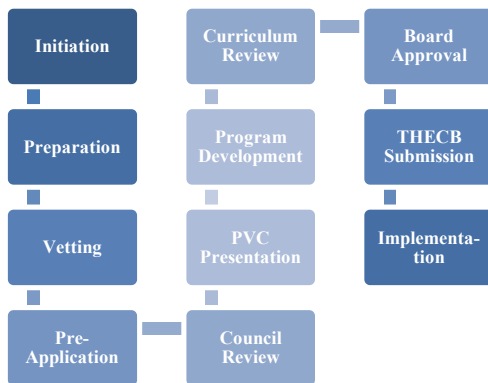 Initiation
Preparation
Vetting
Pre-
Application
Council
Review
PVC
Presentation
Program
Development
Curriculum
Review
Board
Approval
THECB
Submission
Implementa-
tion